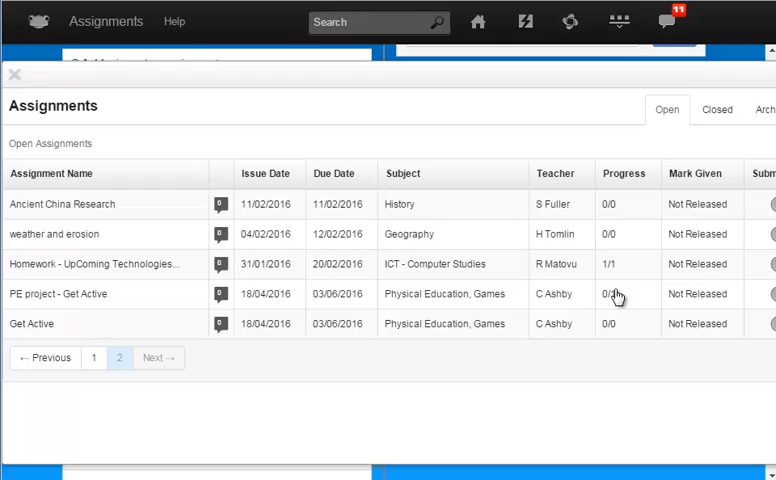 Assignments Help Search 11
Assignments
Open Closed Arch
Open Assignments
Assignment Name Issue Date Due Date Subject Teacher Progress Mark Given Subm
Ancient China Research 0 11/02/2016 11/02/2016 History S Fuller 0/0 Not Released
weather and erosion 0 04/02/2016 12/02/2016 Geography H Tomlin 0/0 Not Released
Homework - UpComing Technologies... 0 31/01/2016 20/02/2016 ICT - Computer Studies R Matovu 1/1 Not Released
PE project - Get Active 0 18/04/2016 03/06/2016 Physical Education, Games C Ashby Not Released
Get Active 0 18/04/2016 03/06/2016 Physical Education, Games C Ashby 0/0 Not Released
← Previous 1 2 Next →